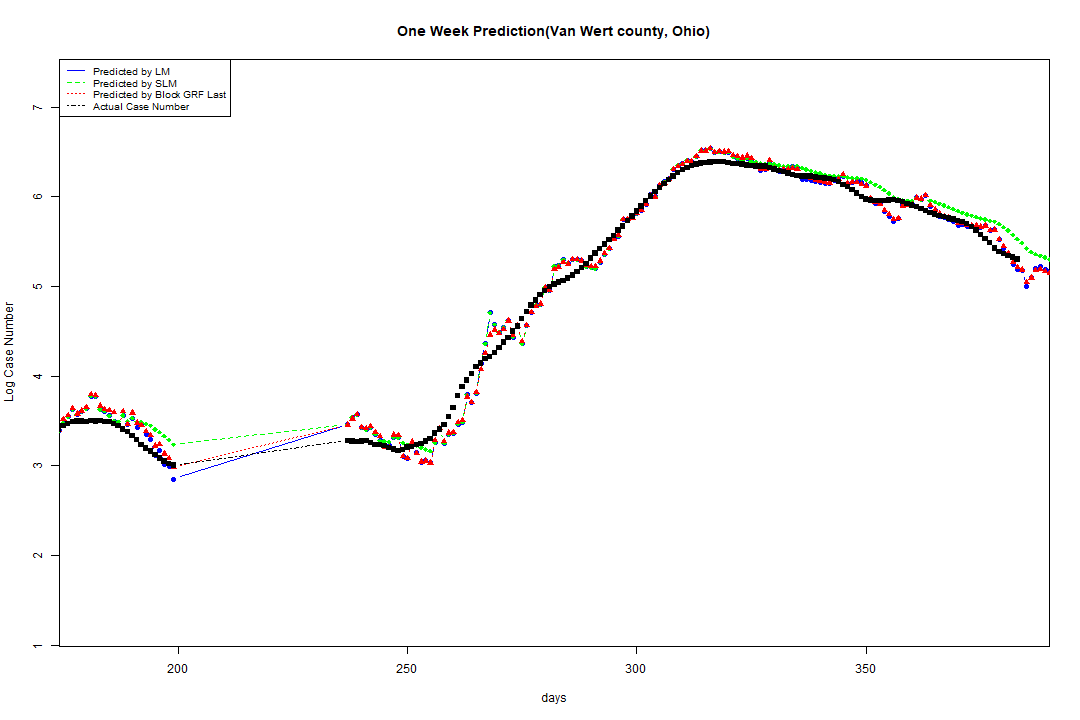 One Week Prediction(Van Wert county, Ohio)
Predicted by LM
Predicted by SLM
Predicted by Block GRF Last
Actual Case Number
7
6
5
4
3
2
1
Log Case Number
200 250 300 350
days